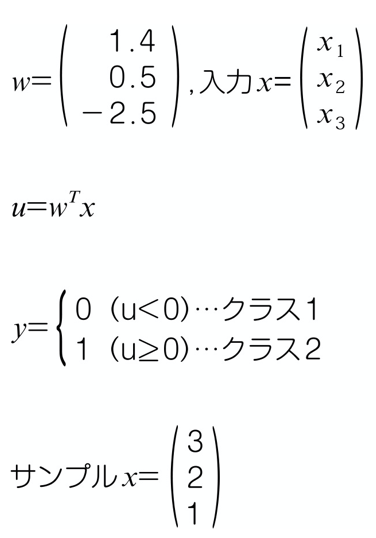 w=(1.4 0.5 −2.5),入力x=(x₁ x₂ x₃)
u=wᵀx
y={0 (u<0)…クラス1
1 (u≥0)…クラス2
サンプルx=(3 2 1)